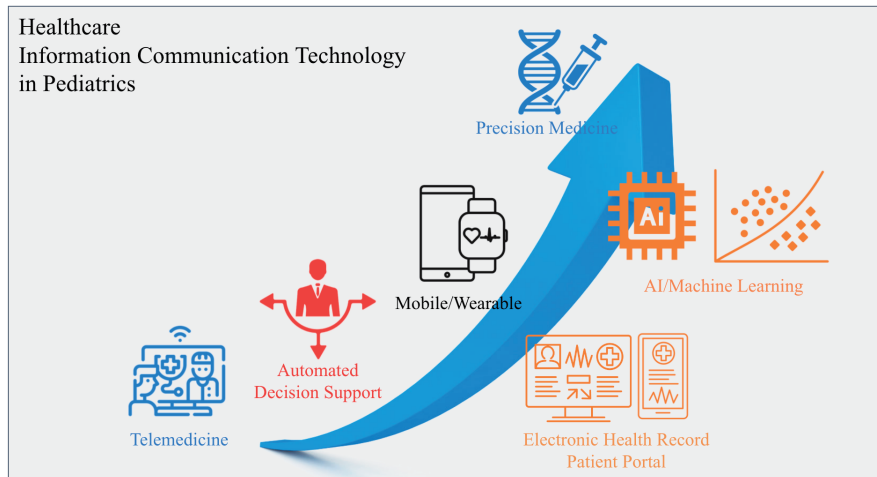 Healthcare
Information Communication Technology
in Pediatrics
Precision Medicine
Ai
AI/Machine Learning
Mobile/Wearable
Automated
Decision Support
Telemedicine
Electronic Health Record
Patient Portal